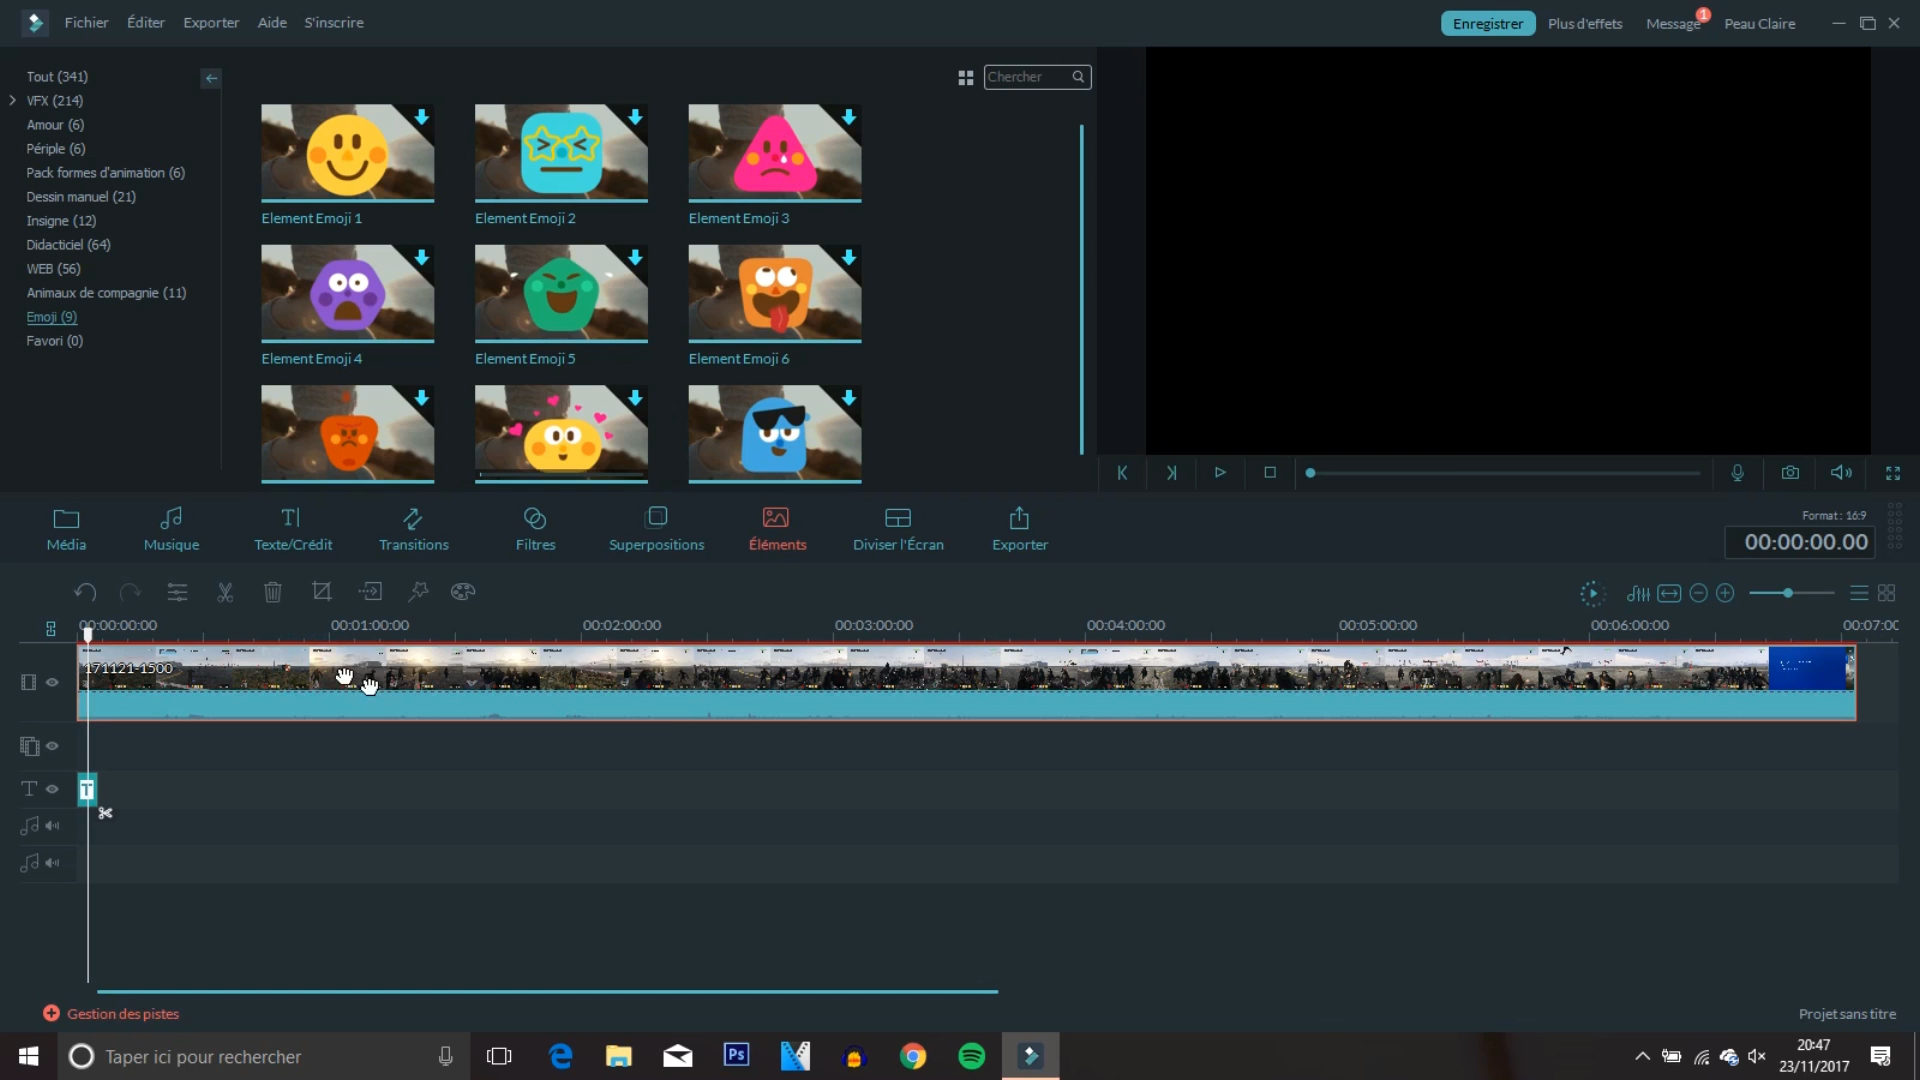 Fichier Éditer Exporter Aide S'inscrire
Enregistrer Plus d'effets Message 1 Peau Claire
Tout (341)
VFX (214)
Amour (6)
Périple (6)
Pack formes d'animation (6)
Dessin manuel (21)
Insigne (12)
Didacticiel (64)
WEB (56)
Animaux de compagnie (11)
Emoji (9)
Favori (0)
Chercher
Element Emoji 1 Element Emoji 2 Element Emoji 3
Element Emoji 4 Element Emoji 5 Element Emoji 6
Média Musique Texte/Crédit Transitions Filtres Superpositions Éléments Diviser l'Écran Exporter
Format : 16:9
00:00:00.00
00:00:00:00 00:01:00:00 00:02:00:00 00:03:00:00 00:04:00:00 00:05:00:00 00:06:00:00 00:07:00
171121-1500
T
T
Gestion des pistes
Projet sans titre
Taper ici pour rechercher
Ps
20:47
23/11/2017